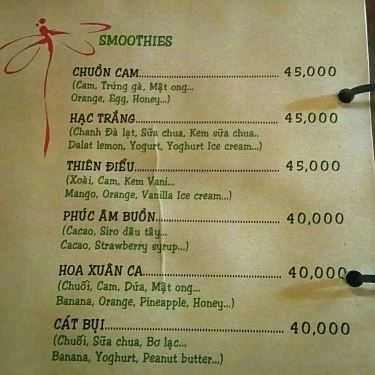 SMOOTHIES
CHUỒN CAM 45,000
(Cam, Trứng gà, Mật ong...
Orange, Egg, Honey...)
HẠC TRẮNG 45,000
(Chanh Đà lạt, Sữa chua, Kem sữa chua..
Dalat lemon, Yogurt, Yoghurt Ice cream...)
THIÊN ĐIỂU 45,000
(Xoài, Cam, Kem Vani...
Mango, Orange, Vanilla Ice cream...)
PHÚC ÂM BUỒN 40,000
(Cacao, Siro dâu tây...
Cacao, Strawberry syrup...)
HOA XUÂN CA 40,000
(Chuối, Cam, Dứa, Mật ong...
Banana, Orange, Pineapple, Honey...)
CÁT BỤI 40,000
(Chuối, Sữa chua, Bơ lạc...
Banana, Yoghurt, Peanut butter...)